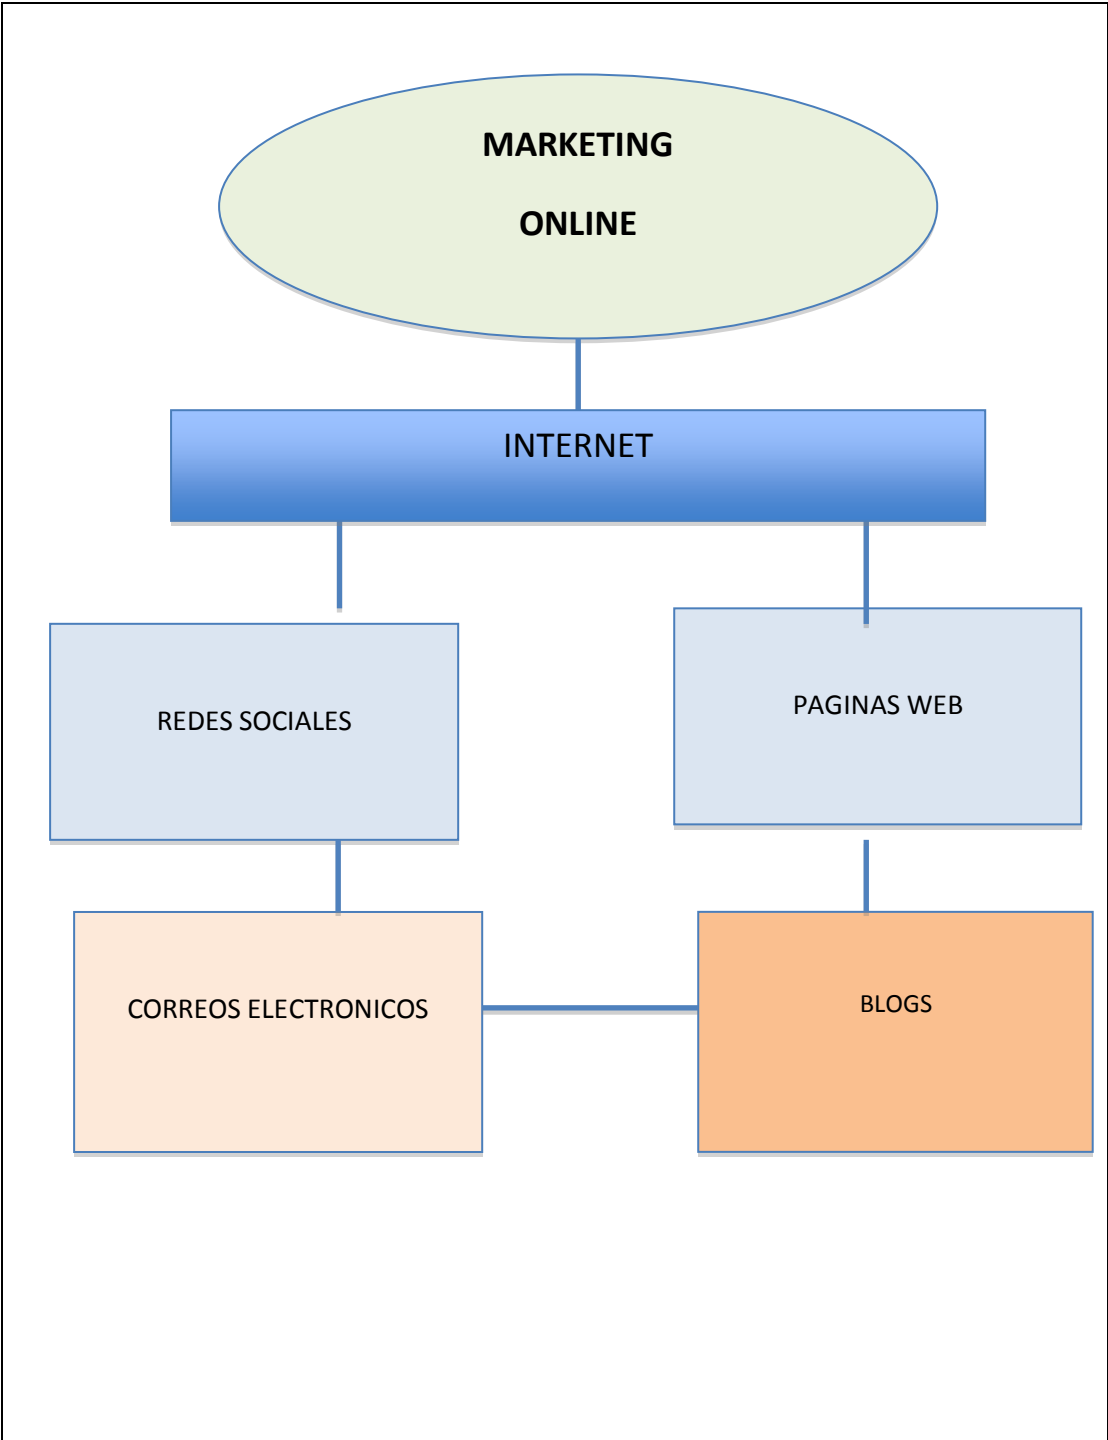 MARKETING
ONLINE
INTERNET
REDES SOCIALES
PAGINAS WEB
CORREOS ELECTRONICOS
BLOGS